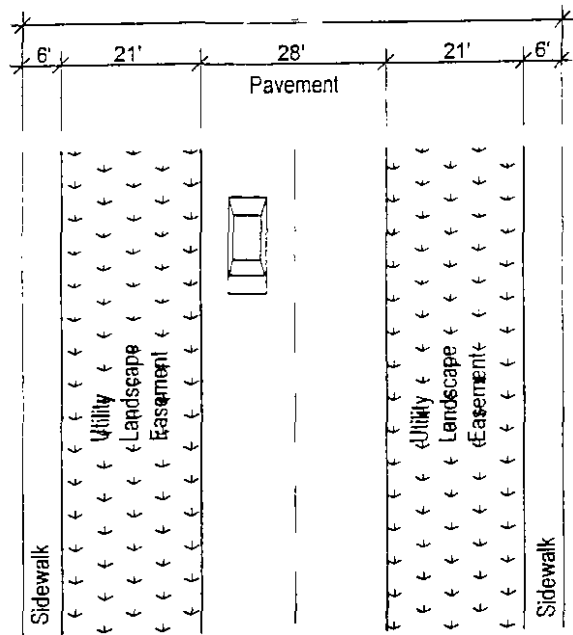 6' 21' 28' 21' 6'
Pavement
Utility
Landscape
Easement
Utility
Landscape
Easement
Sidewalk
Sidewalk